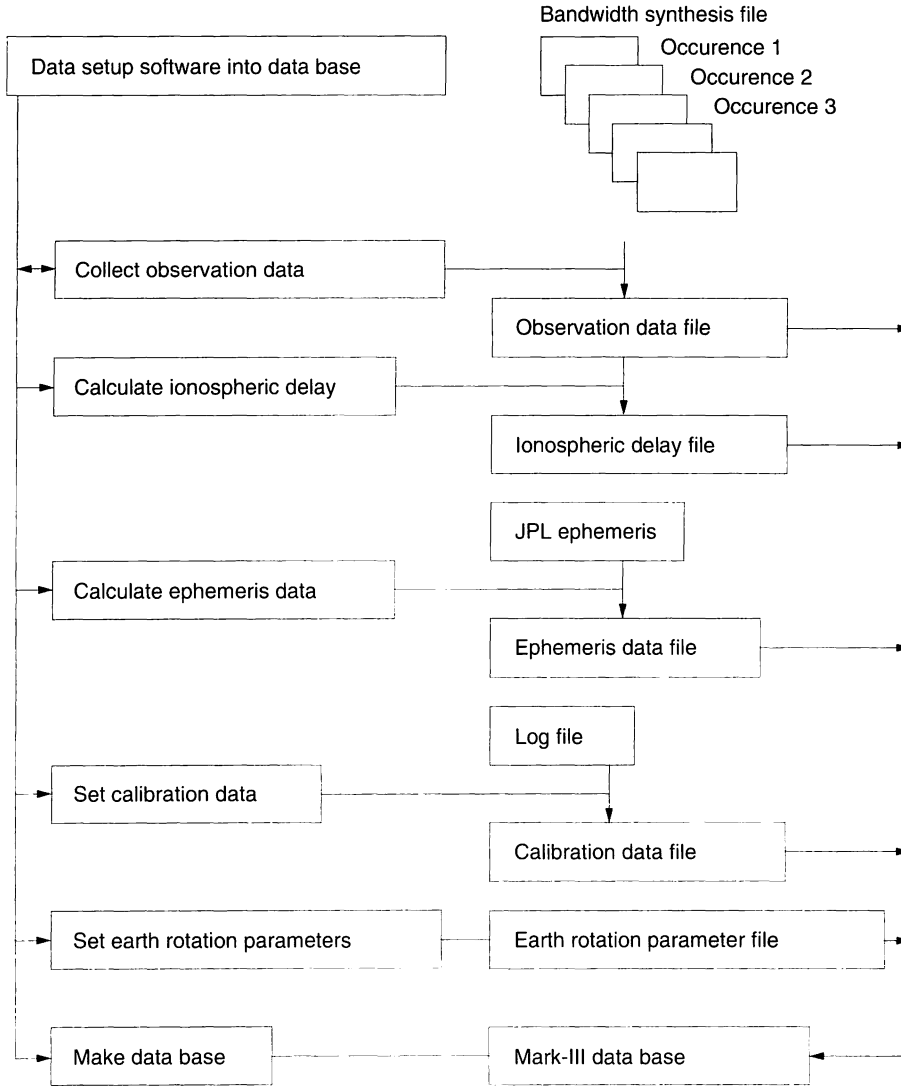 Bandwidth synthesis file
Data setup software into data base
Occurence 1
Occurence 2
Occurence 3
Collect observation data
Observation data file
Calculate ionospheric delay
Ionospheric delay file
JPL ephemeris
Calculate ephemeris data
Ephemeris data file
Log file
Set calibration data
Calibration data file
Set earth rotation parameters
Earth rotation parameter file
Make data base
Mark-III data base